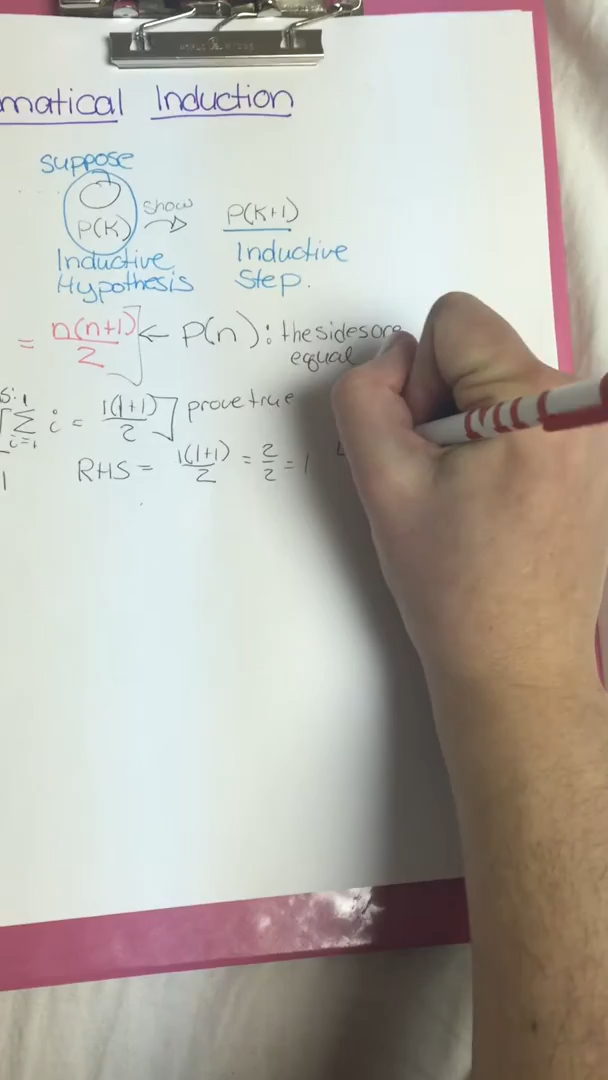 matical Induction
suppose
P(K) show P(K+1)
Inductive Hypothesis
Inductive Step.
= n(n+1)/2 ← P(n): the sides are equal
∑ i=1 1 i = 1(1+1)/2 prove true
1 RHS = 1(1+1)/2 = 2/2 = 1